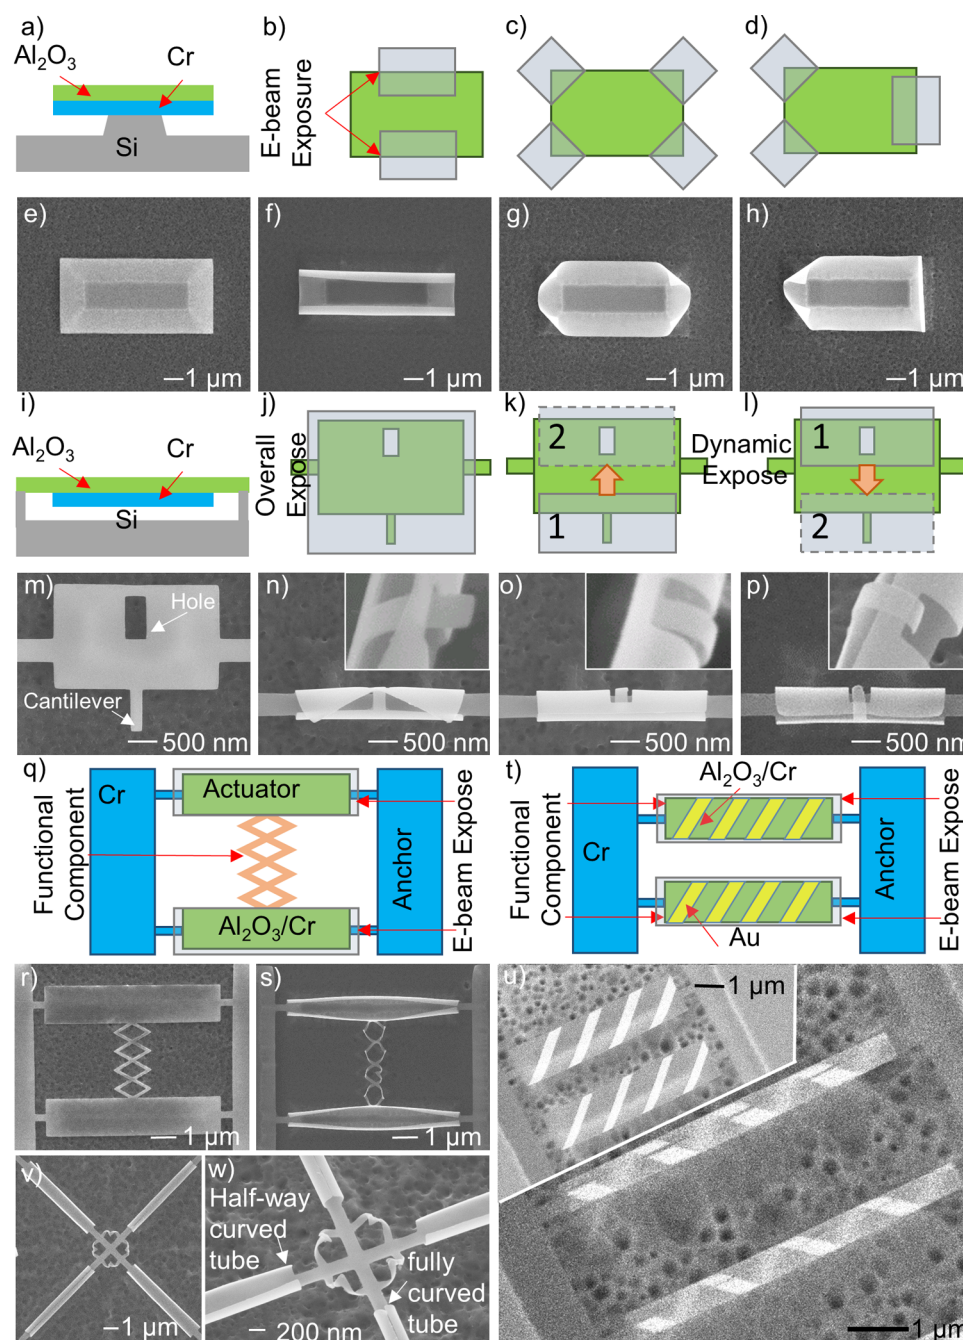 a)
Al₂O₃
Cr
Si
b)
E-beam
Exposure
c)
d)
e)
1 µm
f)
1 µm
g)
1 µm
h)
1 µm
i)
Al₂O₃
Cr
Si
j)
Overall
Expose
k)
2
1
Dynamic
Expose
l)
1
2
m)
Hole
Cantilever
500 nm
n)
500 nm
o)
500 nm
p)
500 nm
q)
Functional
Component
Cr
Actuator
Al₂O₃/Cr
Anchor
E-beam Expose
t)
Functional
Component
Al₂O₃/Cr
Cr
Au
Anchor
E-beam Expose
r)
1 µm
s)
1 µm
u)
1 µm
1 µm
v)
1 µm
w)
Half-way
curved
tube
fully
curved
tube
200 nm